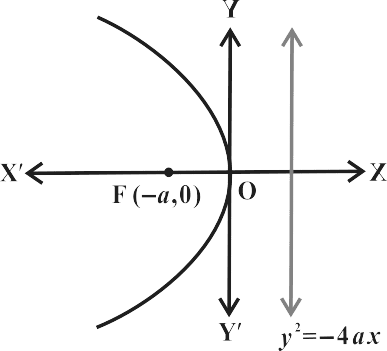 Y
X′
F (−a,0)
O
X
Y′
y²=−4ax